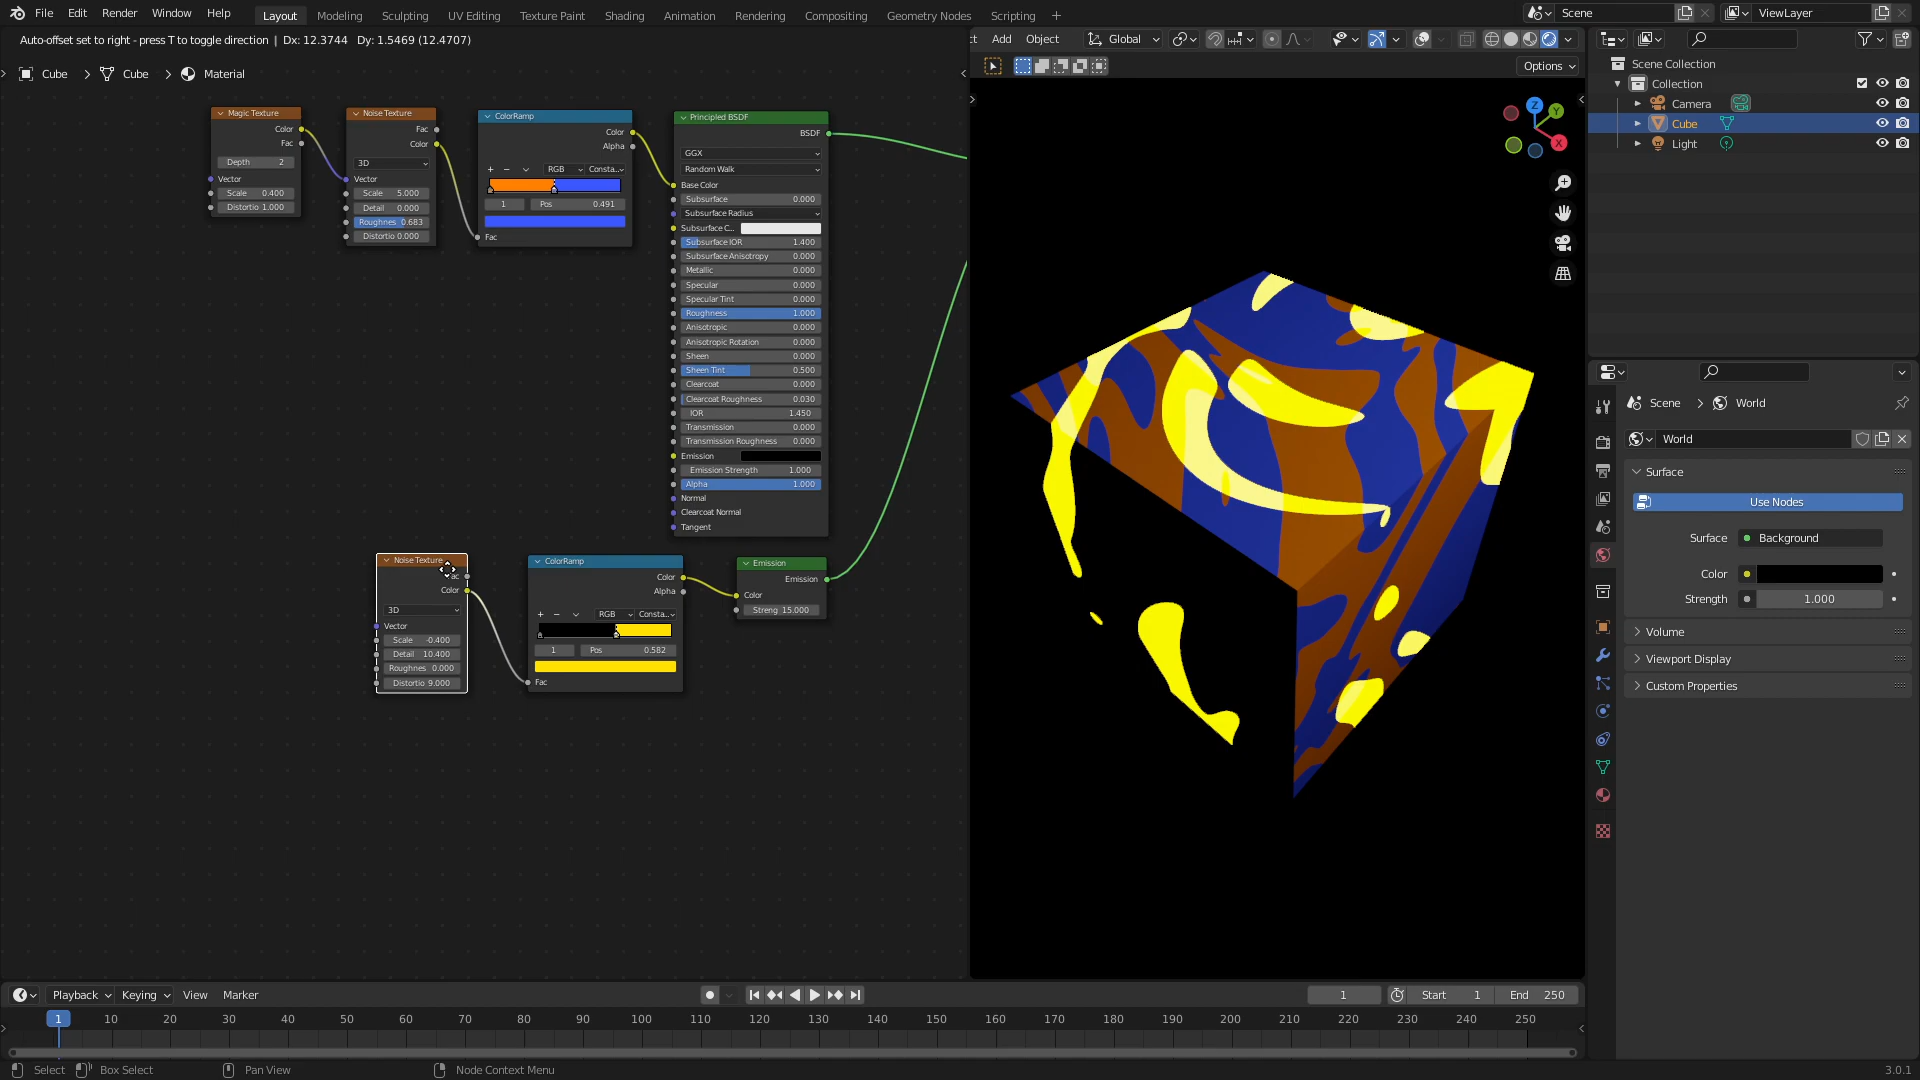 File Edit Render Window Help Layout Modeling Sculpting UV Editing Texture Paint Shading Animation Rendering Compositing Geometry Nodes Scripting + Scene ViewLayer
Auto-offset set to right - press T to toggle direction | Dx: 12.3744 Dy: 1.5469 (12.4707)
Add Object Global
Options
Cube > Cube > Material
Magic Texture
Color
Fac
Depth 2
Vector
Scale 0.400
Distortio 1.000
Noise Texture
Fac
Color
3D
Vector
Scale 5.000
Detail 0.000
Roughnes 0.683
Distortio 0.000
ColorRamp
Color
Alpha
+ − RGB Consta..
1 Pos 0.491
Fac
Principled BSDF
BSDF
GGX
Random Walk
Base Color
Subsurface 0.000
Subsurface Radius
Subsurface C...
Subsurface IOR 1.400
Subsurface Anisotropy 0.000
Metallic 0.000
Specular 0.000
Specular Tint 0.000
Roughness 1.000
Anisotropic 0.000
Anisotropic Rotation 0.000
Sheen 0.000
Sheen Tint 0.500
Clearcoat 0.000
Clearcoat Roughness 0.030
IOR 1.450
Transmission 0.000
Transmission Roughness 0.000
Emission
Emission Strength 1.000
Alpha 1.000
Normal
Clearcoat Normal
Tangent
Noise Texture
ac
Color
3D
Vector
Scale -0.400
Detail 10.400
Roughnes 0.000
Distortio 9.000
ColorRamp
Color
Alpha
+ − RGB Consta..
1 Pos 0.582
Fac
Emission
Emission
Color
Streng 15.000
Z
Y
X
Scene Collection
Collection
Camera
Cube
Light
Scene > World
World
Surface
Use Nodes
Surface Background
Color
Strength 1.000
Volume
Viewport Display
Custom Properties
Playback Keying View Marker 1 Start 1 End 250
1 10 20 30 40 50 60 70 80 90 100 110 120 130 140 150 160 170 180 190 200 210 220 230 240 250
Select Box Select Pan View Node Context Menu 3.0.1